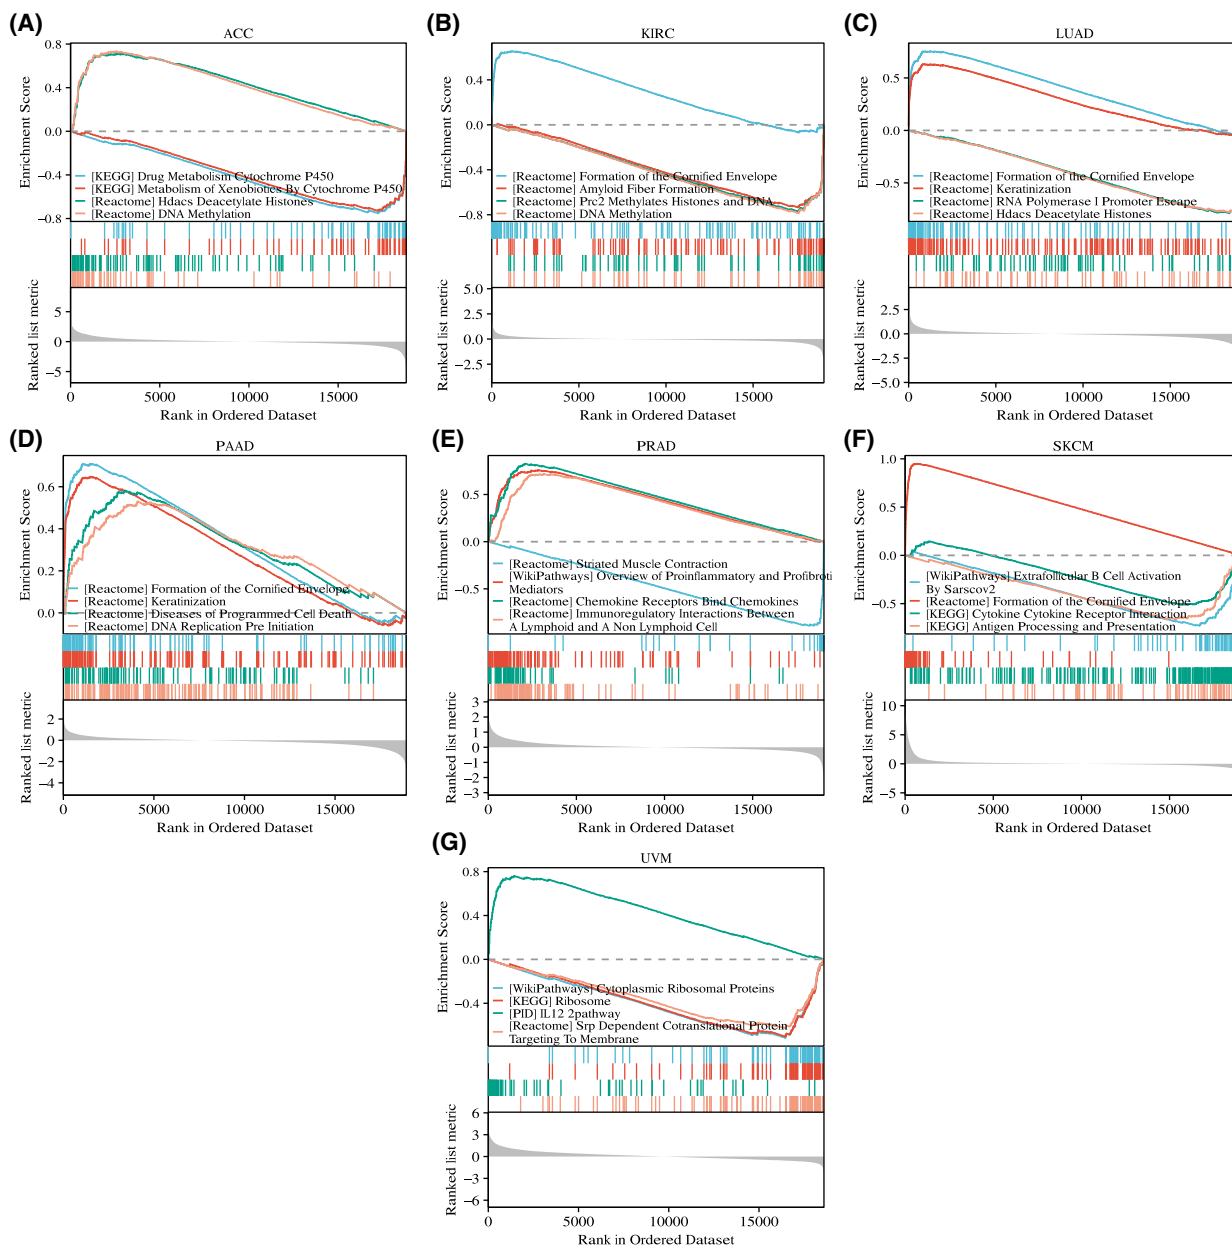 (A)
ACC
Enrichment Score
0.8
0.4
0.0
−0.4
−0.8
[KEGG] Drug Metabolism Cytochrome P450
[KEGG] Metabolism of Xenobiotics By Cytochrome P450
[Reactome] Hdacs Deacetylate Histones
[Reactome] DNA Methylation
Ranked list metric
5
0
−5
0 5000 10000 15000
Rank in Ordered Dataset
(B)
KIRC
Enrichment Score
0.4
0.0
−0.4
−0.8
[Reactome] Formation of the Cornified Envelope
[Reactome] Amyloid Fiber Formation
[Reactome] Prc2 Methylates Histones and DNA
[Reactome] DNA Methylation
Ranked list metric
5.0
2.5
0.0
−2.5
0 5000 10000 15000
Rank in Ordered Dataset
(C)
LUAD
Enrichment Score
0.5
0.0
−0.5
[Reactome] Formation of the Cornified Envelope
[Reactome] Keratinization
[Reactome] RNA Polymerase I Promoter Escape
[Reactome] Hdacs Deacetylate Histones
Ranked list metric
2.5
0.0
−2.5
−5.0
0 5000 10000 15000
Rank in Ordered Dataset
(D)
PAAD
Enrichment Score
0.6
0.4
0.2
0.0
[Reactome] Formation of the Cornified Envelope
[Reactome] Keratinization
[Reactome] Diseases of Programmed Cell Death
[Reactome] DNA Replication Pre Initiation
Ranked list metric
2
0
−2
−4
0 5000 10000 15000
Rank in Ordered Dataset
(E)
PRAD
Enrichment Score
0.5
0.0
−0.5
[Reactome] Striated Muscle Contraction
[WikiPathways] Overview of Proinflammatory and Profibroti
Mediators
[Reactome] Chemokine Receptors Bind Chemokines
[Reactome] Immunoregulatory Interactions Between
A Lymphoid and A Non Lymphoid Cell
Ranked list metric
3
2
1
0
−1
−2
−3
0 5000 10000 15000
Rank in Ordered Dataset
(F)
SKCM
Enrichment Score
1.0
0.5
0.0
−0.5
[WikiPathways] Extrafollicular B Cell Activation
By Sarscov2
[Reactome] Formation of the Cornified Envelope
[KEGG] Cytokine Cytokine Receptor Interaction
[KEGG] Antigen Processing and Presentation
Ranked list metric
10
5
0
−5
0 5000 10000 15000
Rank in Ordered Dataset
(G)
UVM
Enrichment Score
0.8
0.4
0.0
−0.4
[WikiPathways] Cytoplasmic Ribosomal Proteins
[KEGG] Ribosome
[PID] IL12 2pathway
[Reactome] Srp Dependent Cotranslational Protein
Targeting To Membrane
Ranked list metric
6
3
0
−3
−6
0 5000 10000 15000
Rank in Ordered Dataset